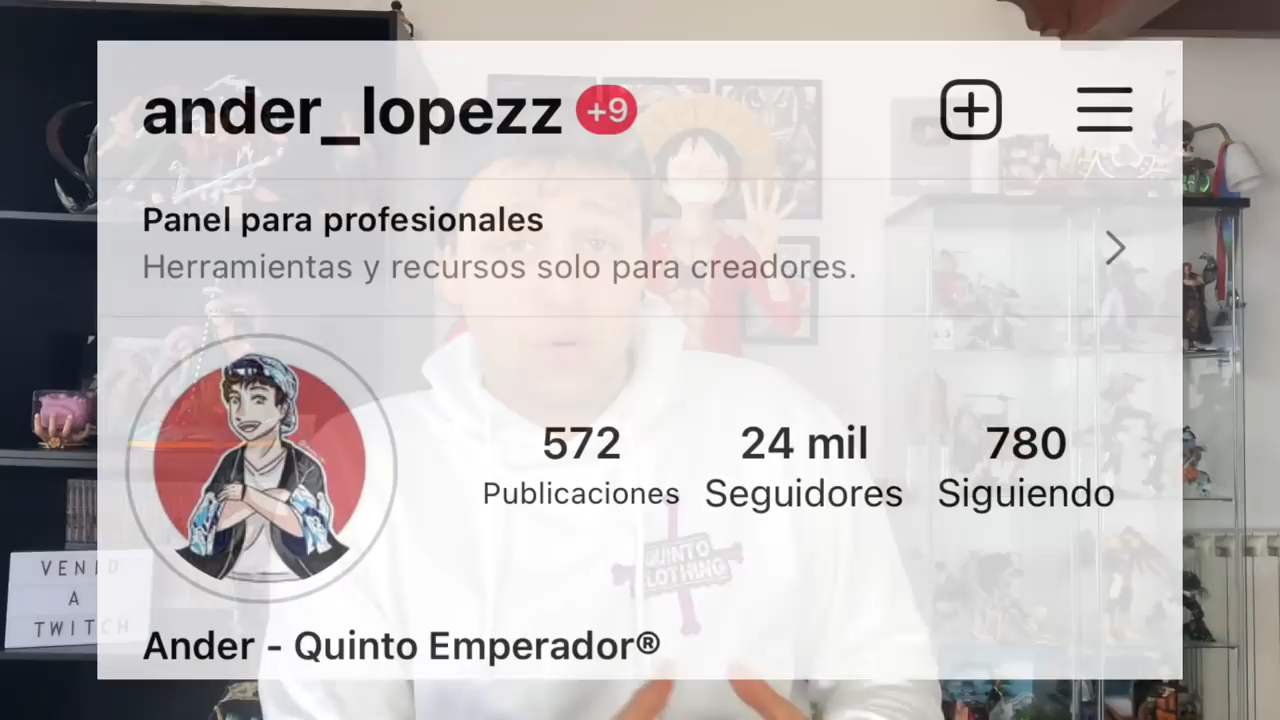 ander_lopezz +9
Panel para profesionales
Herramientas y recursos solo para creadores.
572 24 mil 780
Publicaciones Seguidores Siguiendo
QUINTO
CLOTHING
VENID
A
TWITCH
Ander - Quinto Emperador®